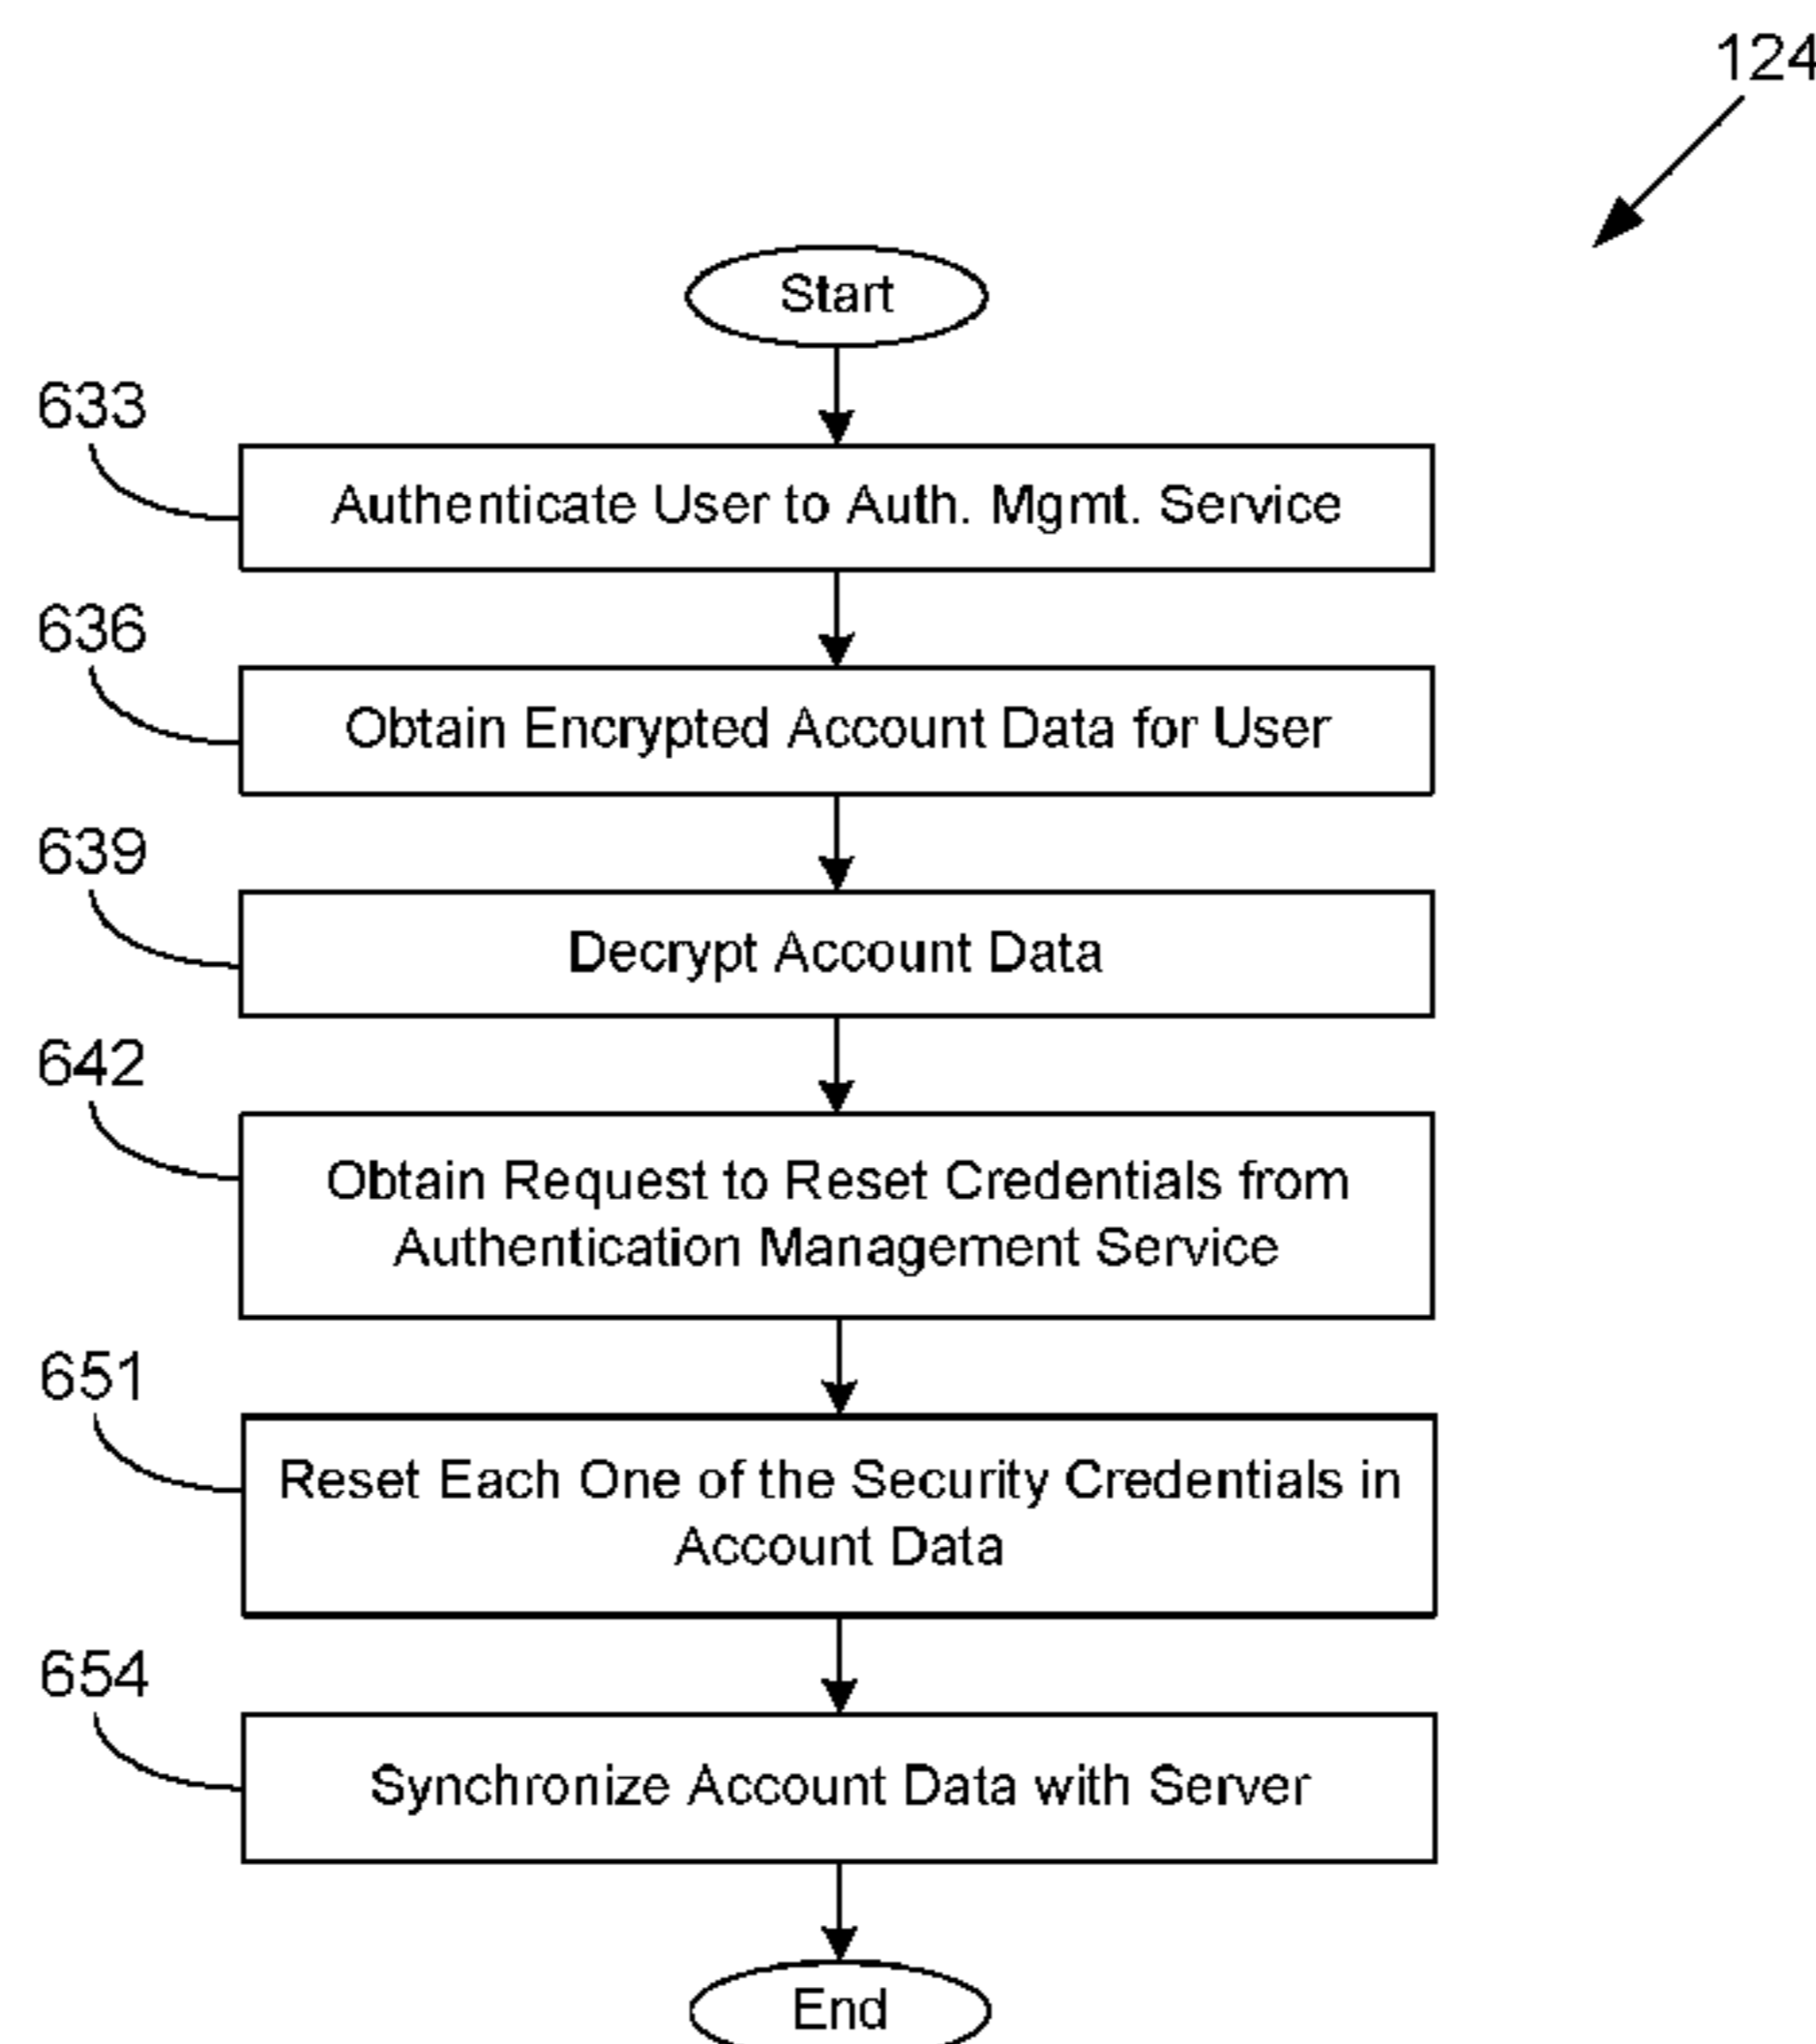 124
Start
633
Authenticate User to Auth. Mgmt. Service
636
Obtain Encrypted Account Data for User
639
Decrypt Account Data
642
Obtain Request to Reset Credentials from
Authentication Management Service
651
Reset Each One of the Security Credentials in
Account Data
654
Synchronize Account Data with Server
End